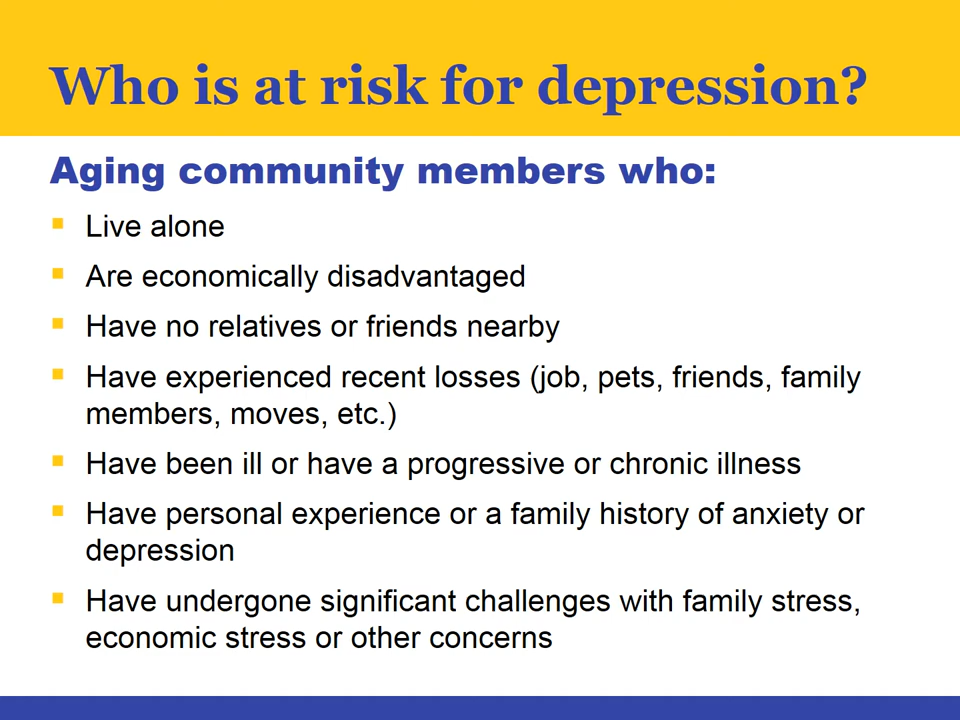 Who is at risk for depression?
Aging community members who:
Live alone
Are economically disadvantaged
Have no relatives or friends nearby
Have experienced recent losses (job, pets, friends, family
members, moves, etc.)
Have been ill or have a progressive or chronic illness
Have personal experience or a family history of anxiety or
depression
Have undergone significant challenges with family stress,
economic stress or other concerns